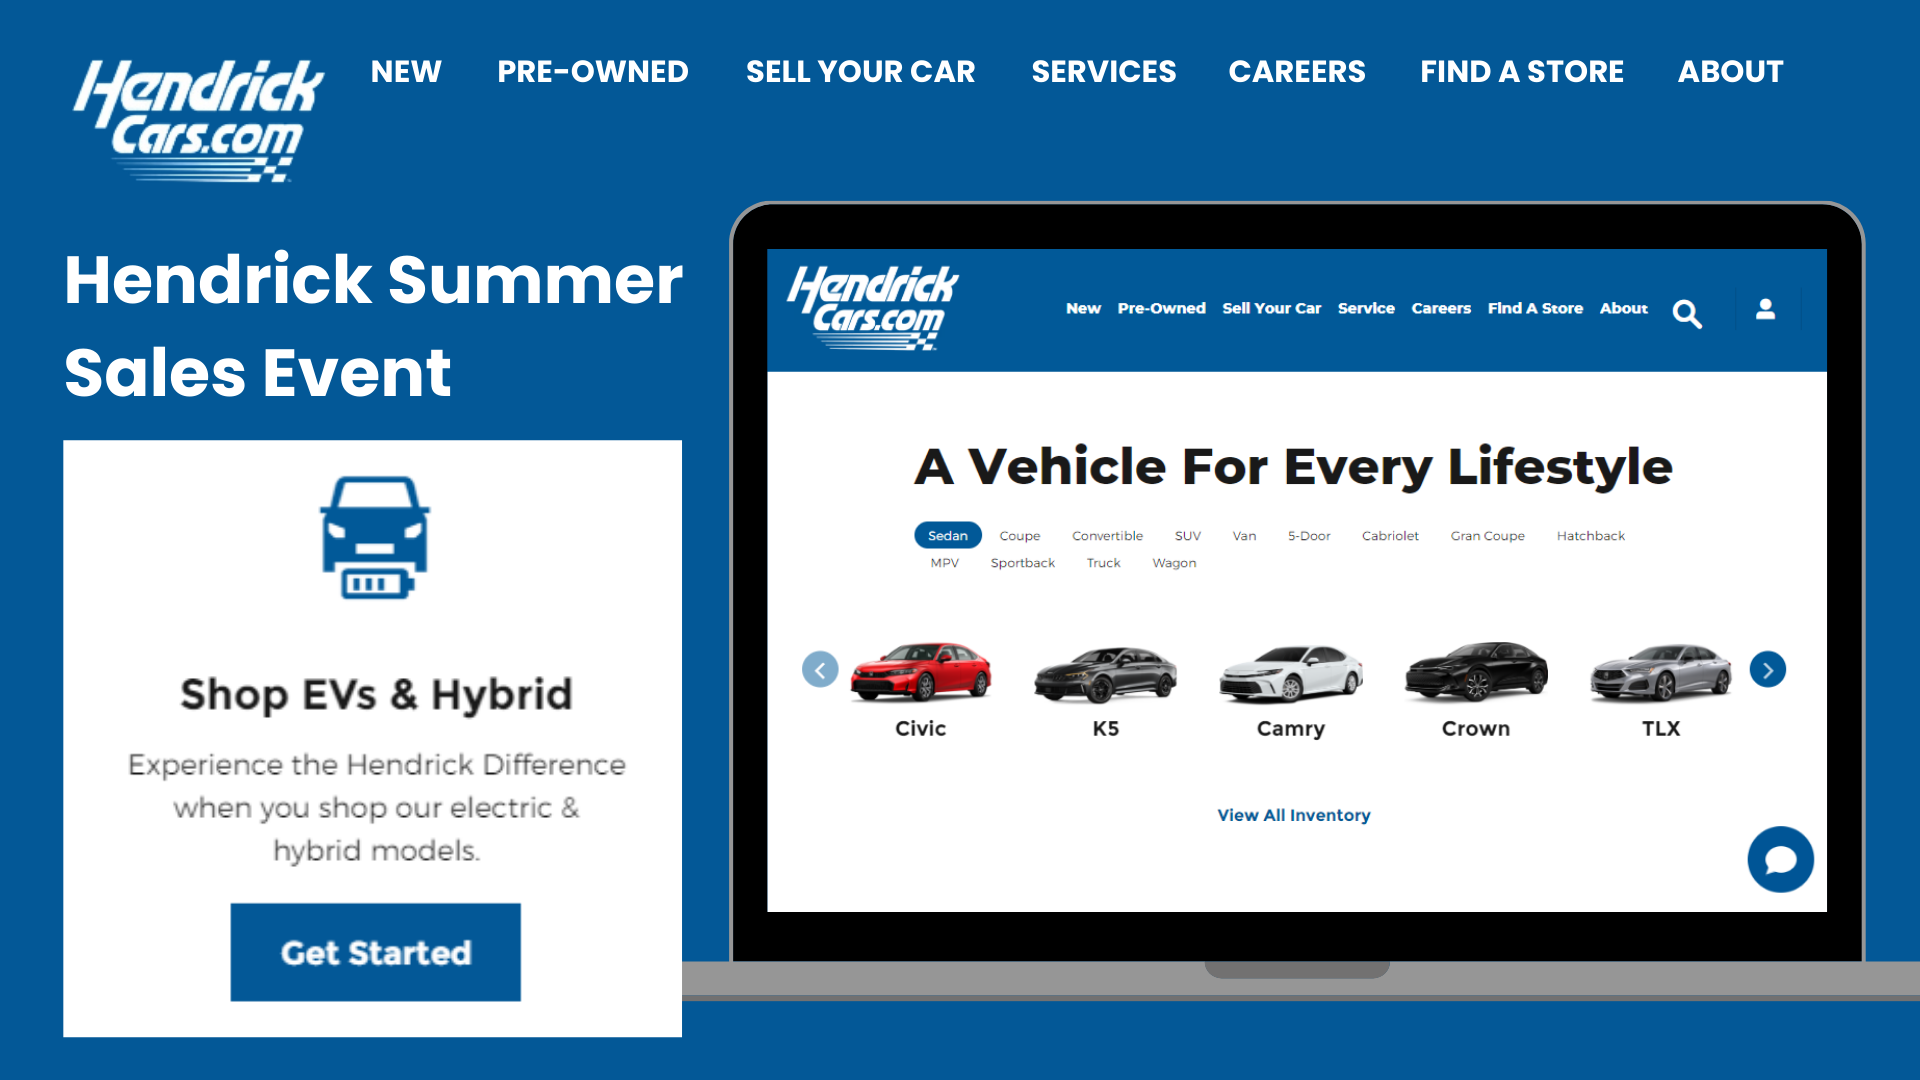 Hendrick
Cars.com
NEW PRE-OWNED SELL YOUR CAR SERVICES CAREERS FIND A STORE ABOUT
Hendrick Summer
Sales Event
Shop EVs & Hybrid
Experience the Hendrick Difference
when you shop our electric &
hybrid models.
Get Started
Hendrick
Cars.com
New Pre-Owned Sell Your Car Service Careers Find A Store About
A Vehicle For Every Lifestyle
Sedan Coupe Convertible SUV Van 5-Door Cabriolet Gran Coupe Hatchback
MPV Sportback Truck Wagon
Civic K5 Camry Crown TLX
View All Inventory